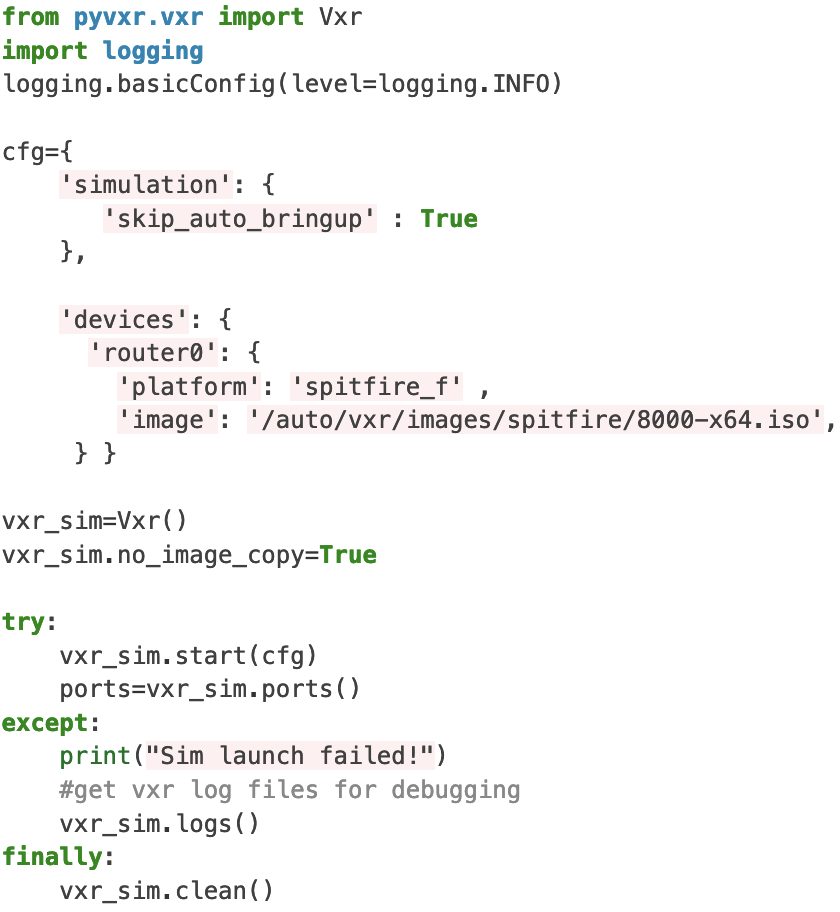 from pyvxr.vxr import Vxr
import logging
logging.basicConfig(level=logging.INFO)

cfg={
    'simulation': {
       'skip_auto_bringup' : True
    },

    'devices': {
      'router0': {
        'platform': 'spitfire_f' ,
        'image': '/auto/vxr/images/spitfire/8000-x64.iso',
     } }

vxr_sim=Vxr()
vxr_sim.no_image_copy=True

try:
    vxr_sim.start(cfg)
    ports=vxr_sim.ports()
except:
    print("Sim launch failed!")
    #get vxr log files for debugging
    vxr_sim.logs()
finally:
    vxr_sim.clean()